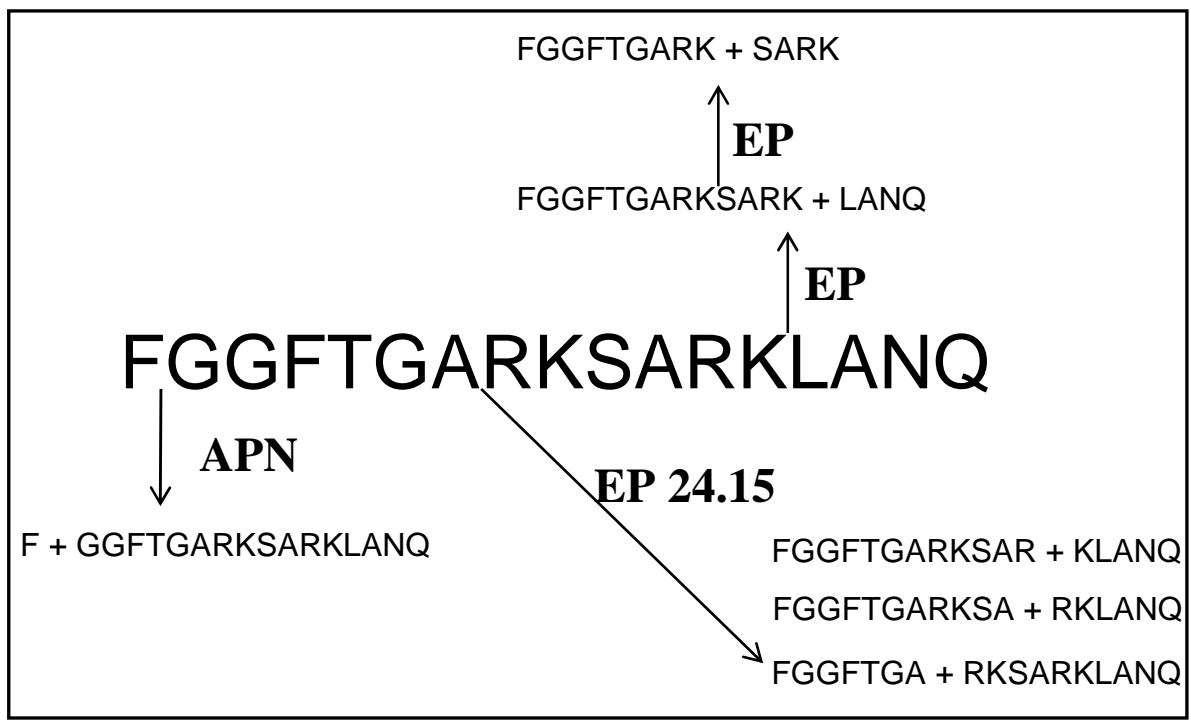 FGGFTGARK + SARK
EP
FGGFTGARKSARK + LANQ
EP
FGGFTGARKSARKLANQ
APN
EP 24.15
F + GGFTGARKSARKLANQ
FGGFTGARKSAR + KLANQ
FGGFTGARKSA + RKLANQ
FGGFTGA + RKSARKLANQ